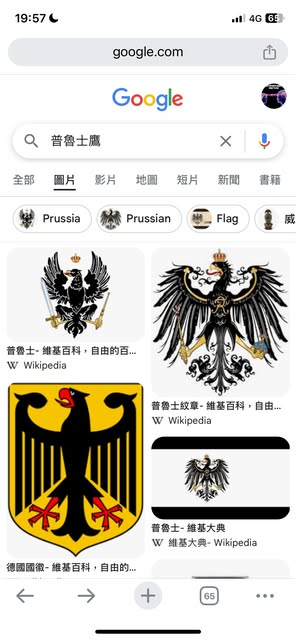 19:57
4G 65
google.com
Google
普魯士鷹
全部 圖片 影片 地圖 短片 新聞 書籍
Prussia Prussian Flag 威
普魯士- 維基百科，自由的百...
W Wikipedia
普魯士紋章- 維基百科，自由...
W Wikipedia
普魯士- 維基大典
W 維基大典- Wikipedia
德國國徽- 維基百科，自由的...
65